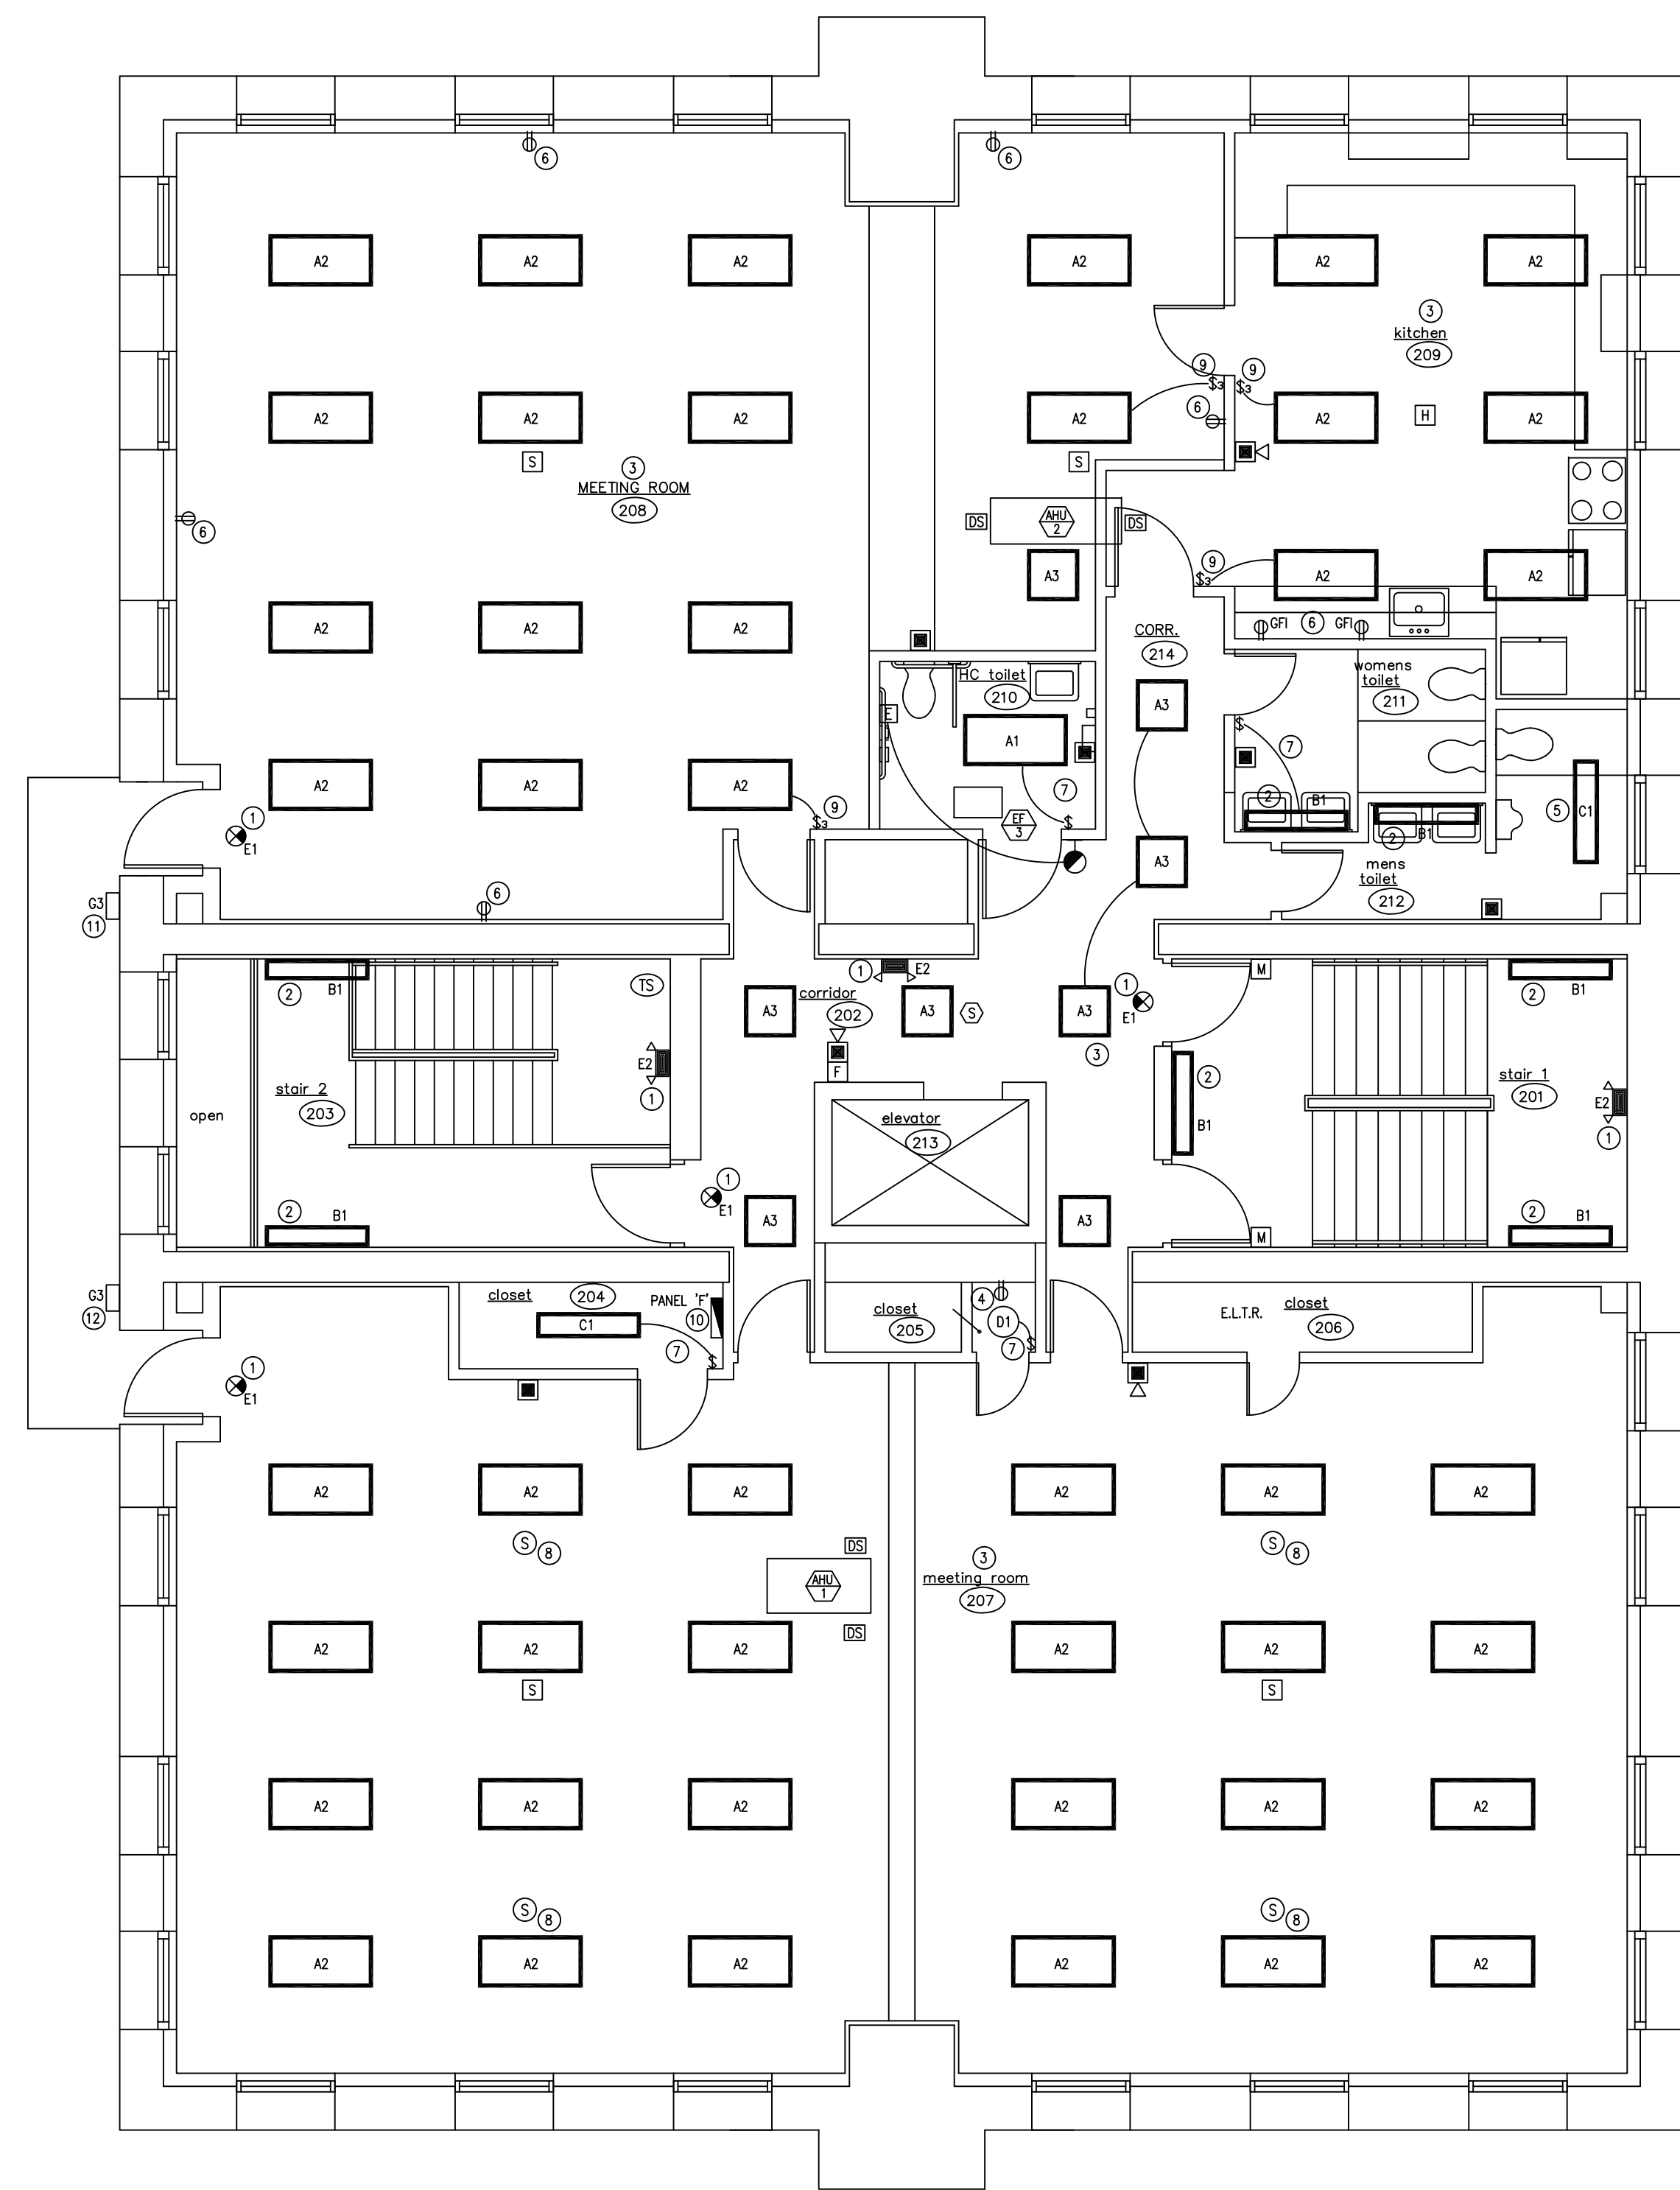 6
6
A2 A2 A2 A2 A2 A2
3
kitchen
209
9 9
6
A2 A2 A2 A2 A2 H A2
$3 $3
S S
3
MEETING ROOM
208
6
DS AHU 2 DS
9
$3
A3 A2 A2
GFI 6 GFI
A2 A2 A2
CORR.
214
womens
toilet
211
HC toilet
210
A3
E
$
A1
7
A2 A2 A2
7
2 B1
9
$3
EF 3
$
5 C1
2 B1
1
E1
A3
mens
toilet
212
6
G3
11
1 E2
M
TS
2 B1
corridor
202
A3 A3 S A3
1
E1
3
2 B1
F
E2
1
2
B1
stair 2
203
open
elevator
213
stair 1
201
E2
1
2 B1
1
E1
A3 A3
M
2 B1
G3
12
closet 204
PANEL 'F'
10
C1
7
$
closet
205
4
D1
7
$
E.L.T.R.
closet
206
1
E1
A2 A2 A2 A2 A2 A2
S 8 S 8
DS
AHU 1
3
meeting room
207
DS
A2 A2 A2 A2 A2 A2
S S
A2 A2 A2 A2 A2 A2
S 8 S 8
A2 A2 A2 A2 A2 A2